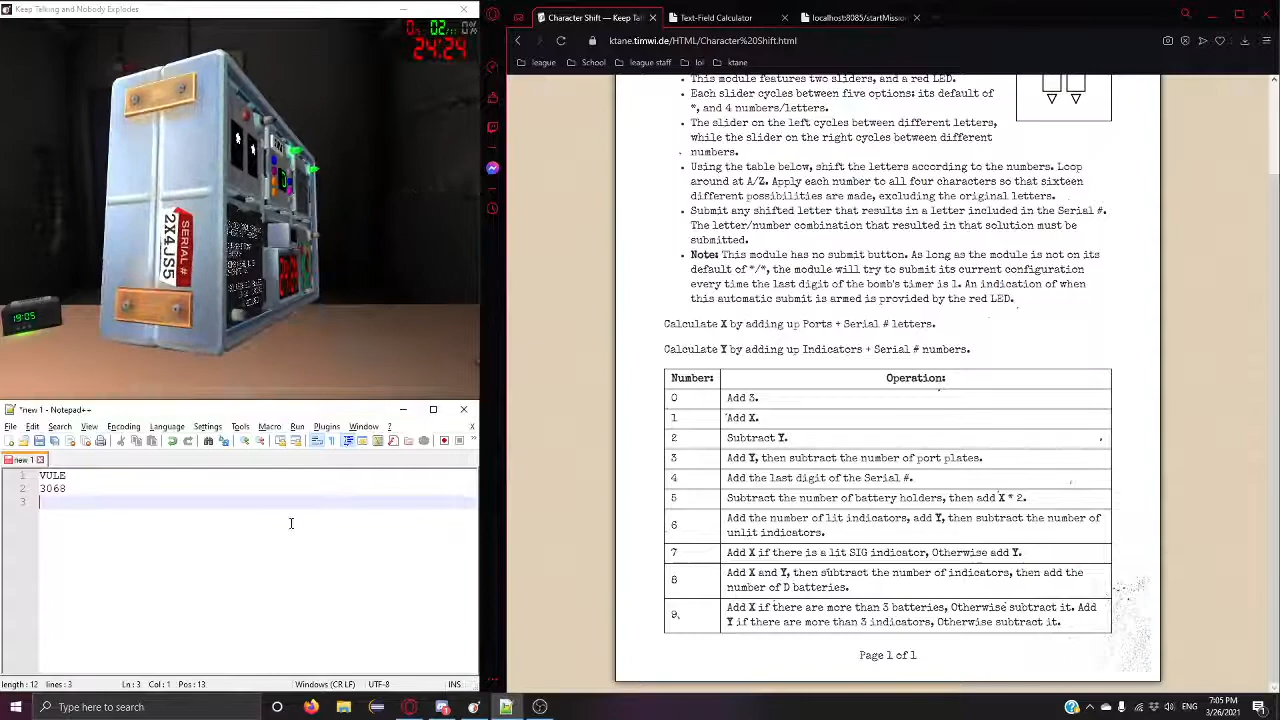 Keep Talking and Nobody Explodes
24:24
SERIAL #
2X4JS5
19:05
*new 1 - Notepad++
File Edit Search View Encoding Language Settings Tools Macro Run Plugins Window ?
new 1
1 VULE
2 3068
3
length : 12 lines : 3 Ln : 3 Col : 1 Pos : 13 Windows (CR LF) UTF-8 INS
Character Shift — Keep Talk
Text-Field Calculator
ktane.timwi.de/HTML/Character%20Shift.html
league School league staff lol ktane
This module features two sliders, and a red LED.
Each slider cycles between five options: its default of
*, and 4 numbers/letters.
The slider on the left cycles between different letters,
while the slider on the right cycles between different
numbers.
Using the table below, shift the letters according to the numbers. Loop
around at A/Z. Apply each number to all four characters so that sixteen
different possibilities are made, excluding the original letters.
Submit any shifted letter that results in a letter included in the Serial #.
The letter/number combination that resulted in that solution must be
submitted.
Note: This module has no submit button. As long as the module is not on its
default of */*, the module will try to submit its current configuration
every time the last digit of the bomb's timer is 1. An indication of when
this automatic submit is armed is provided by the red LED.
Calculate X by adding up Ports + Serial # letters.
Calculate Y by adding up Indicators + Serial # numbers.
Number: Operation:
0 Add 3.
1 Add X.
2 Subtract Y.
3 Add Y, then subtract the number of port plates.
4 Add the last digit of the Serial #.
5 Subtract the number of battery holders, then add X * 2.
6 Add the number of lit indicators, add Y, then subtract the number of
unlit indicators.
7 Add X if there is a lit SIG indicator, Otherwise add Y.
8 Add X and Y, then subtract the number of indicators, then add the
number of D batteries.
9 Add X if there are more than 3 batteries, Otherwise subtract it. Add
Y if there are more than 3 indicators, Otherwise subtract it.
Page 1 of 1
Type here to search
ENG
7:05 PM
3/26/2021